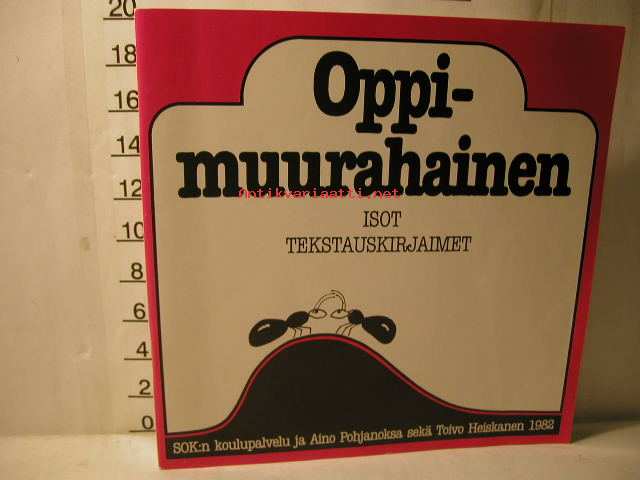 Oppi-
muurahainen
Antikvariaatti.net
ISOT
TEKSTAUSKIRJAIMET
SOK:n koulupalvelu ja Aino Pohjanoksa sekä Toivo Heiskanen 1982
20
18
16
14
12
10
8
6
4
2
0